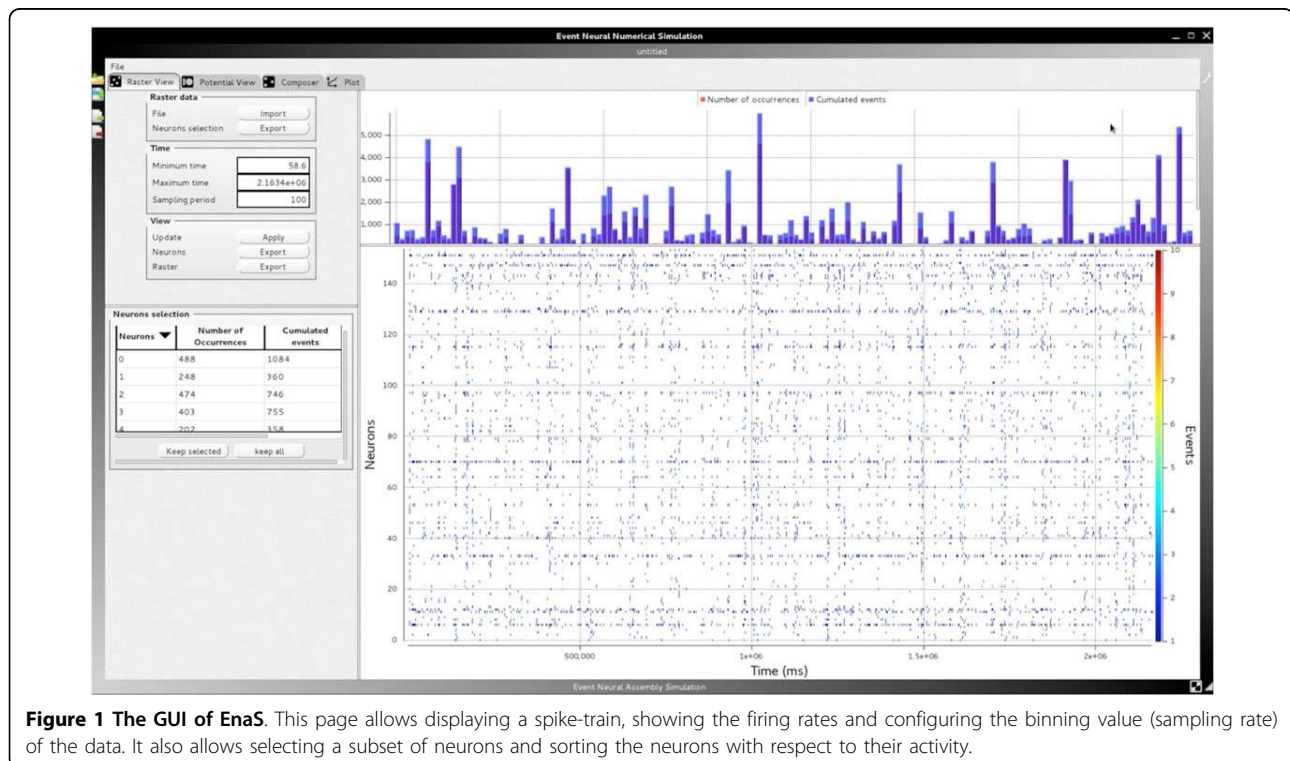 Event Neural Numerical Simulation
untitled
File
Raster View Potential View Composer Plot
Raster data
File Import
Neurons selection Export
Time
Minimum time 58.6
Maximum time 2.1634e+06
Sampling period 100
View
Update Apply
Neurons Export
Raster Export
Neurons selection
Neurons Number of Occurrences Cumulated events
0 488 1084
1 248 360
2 474 746
3 403 755
4 202 358
Keep selected keep all
Number of occurrences Cumulated events
5,000
4,000
3,000
2,000
1,000
140
120
100
80
60
40
20
0
Neurons
500,000 1e+06 1.5e+06 2e+06
Time (ms)
10
9
8
7
6
5
4
3
2
1
Events
Event Neural Assembly Simulation
Figure 1 The GUI of EnaS. This page allows displaying a spike-train, showing the firing rates and configuring the binning value (sampling rate)
of the data. It also allows selecting a subset of neurons and sorting the neurons with respect to their activity.